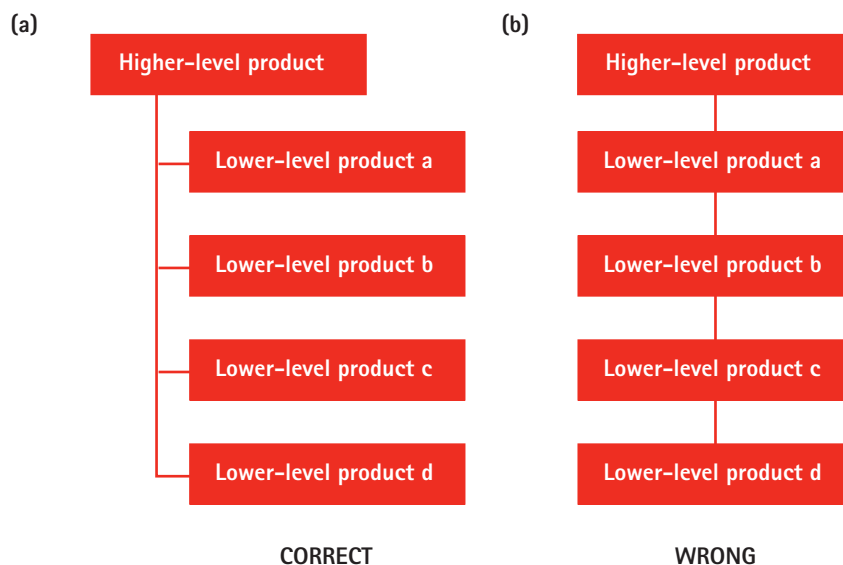 (a)
Higher-level product
Lower-level product a
Lower-level product b
Lower-level product c
Lower-level product d
CORRECT
(b)
Higher-level product
Lower-level product a
Lower-level product b
Lower-level product c
Lower-level product d
WRONG